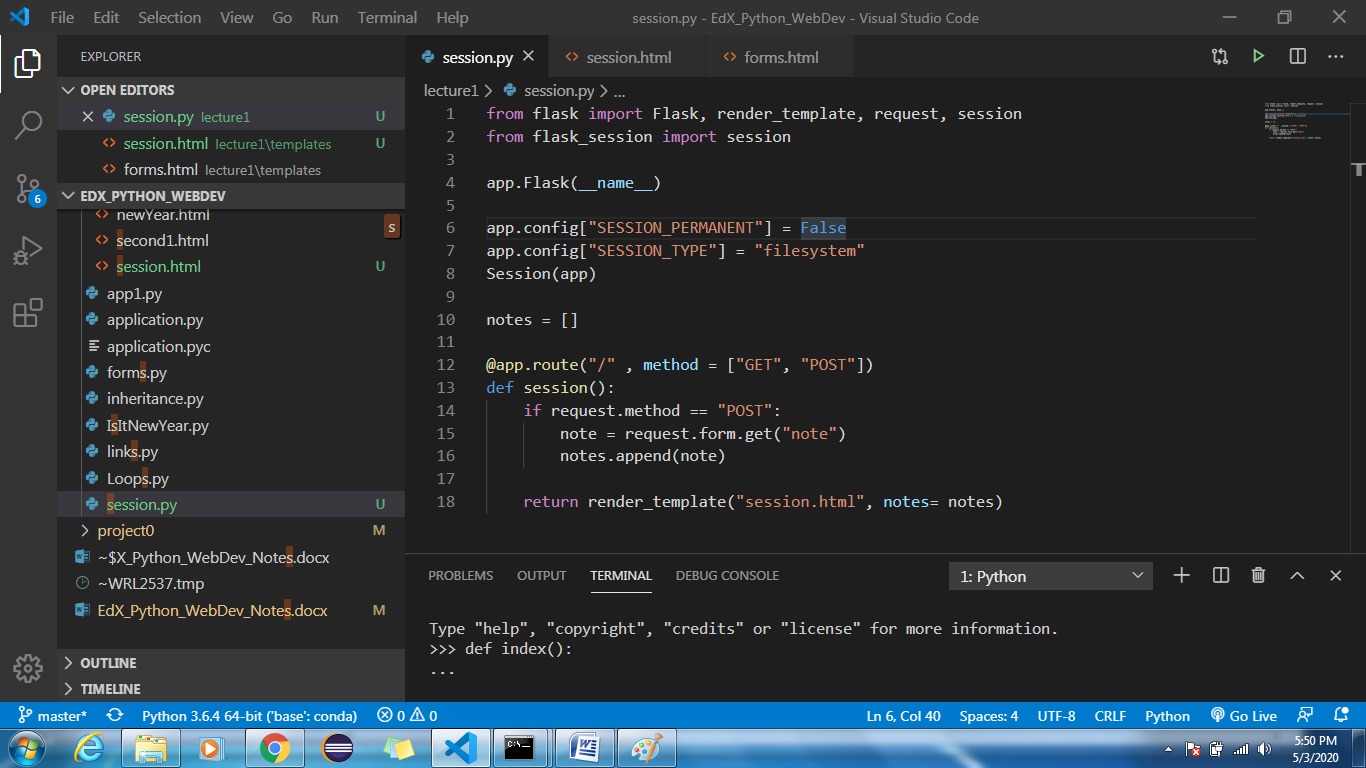 File Edit Selection View Go Run Terminal Help
session.py - EdX_Python_WebDev - Visual Studio Code
EXPLORER
OPEN EDITORS
session.py lecture1 U
session.html lecture1\templates U
forms.html lecture1\templates
EDX_PYTHON_WEBDEV
6
newYear.html
s
second1.html
session.html U
app1.py
application.py
application.pyc
forms.py
inheritance.py
IsItNewYear.py
links.py
Loops.py
session.py U
project0 M
~$X_Python_WebDev_Notes.docx
~WRL2537.tmp
EdX_Python_WebDev_Notes.docx M
OUTLINE
TIMELINE
session.py session.html forms.html
lecture1 > session.py > ...
1 from flask import Flask, render_template, request, session
2 from flask_session import session
3
4 app.Flask(__name__)
5
6 app.config["SESSION_PERMANENT"] = False
7 app.config["SESSION_TYPE"] = "filesystem"
8 Session(app)
9
10 notes = []
11
12 @app.route("/" , method = ["GET", "POST"])
13 def session():
14 if request.method == "POST":
15 note = request.form.get("note")
16 notes.append(note)
17
18 return render_template("session.html", notes= notes)
PROBLEMS OUTPUT TERMINAL DEBUG CONSOLE 1: Python
Type "help", "copyright", "credits" or "license" for more information.
>>> def index():
...
master* Python 3.6.4 64-bit ('base': conda) 0 0 Ln 6, Col 40 Spaces: 4 UTF-8 CRLF Python Go Live
5:50 PM
5/3/2020